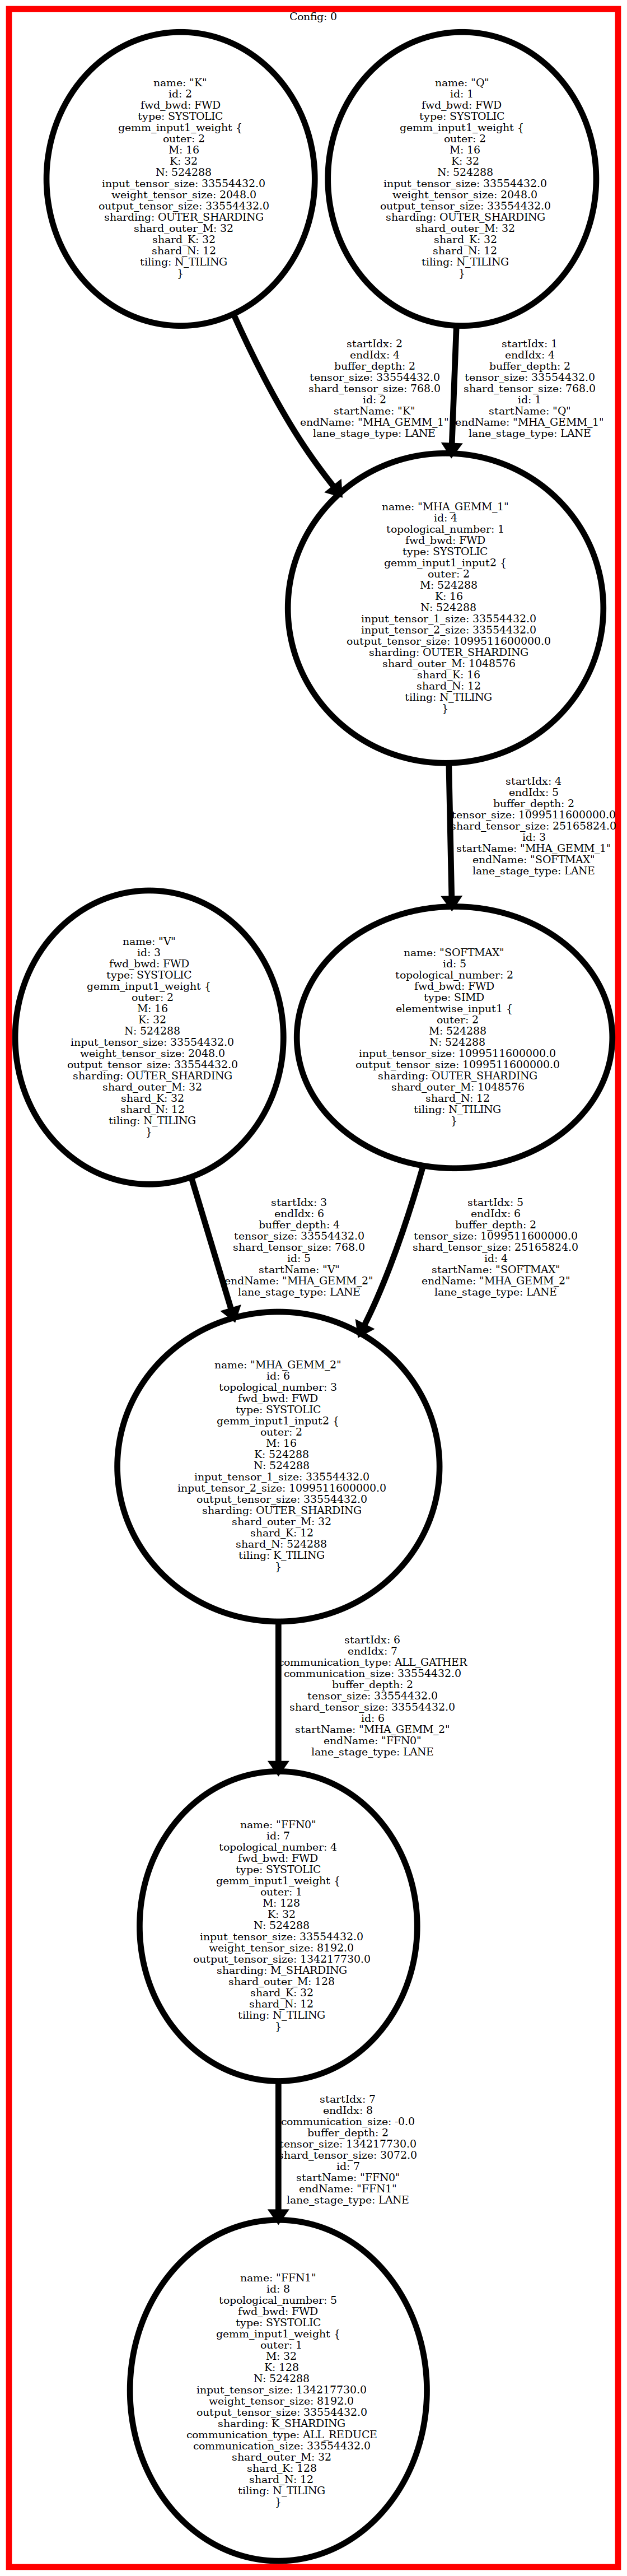 Config: 0
name: "K"
id: 2
fwd_bwd: FWD
type: SYSTOLIC
gemm_input1_weight {
outer: 2
M: 16
K: 32
N: 524288
input_tensor_size: 33554432.0
weight_tensor_size: 2048.0
output_tensor_size: 33554432.0
sharding: OUTER_SHARDING
shard_outer_M: 32
shard_K: 32
shard_N: 12
tiling: N_TILING
}
name: "Q"
id: 1
fwd_bwd: FWD
type: SYSTOLIC
gemm_input1_weight {
outer: 2
M: 16
K: 32
N: 524288
input_tensor_size: 33554432.0
weight_tensor_size: 2048.0
output_tensor_size: 33554432.0
sharding: OUTER_SHARDING
shard_outer_M: 32
shard_K: 32
shard_N: 12
tiling: N_TILING
}
startIdx: 2
endIdx: 4
buffer_depth: 2
tensor_size: 33554432.0
shard_tensor_size: 768.0
id: 2
startName: "K"
endName: "MHA_GEMM_1"
lane_stage_type: LANE
startIdx: 1
endIdx: 4
buffer_depth: 2
tensor_size: 33554432.0
shard_tensor_size: 768.0
id: 1
startName: "Q"
endName: "MHA_GEMM_1"
lane_stage_type: LANE
name: "MHA_GEMM_1"
id: 4
topological_number: 1
fwd_bwd: FWD
type: SYSTOLIC
gemm_input1_input2 {
outer: 2
M: 524288
K: 16
N: 524288
input_tensor_1_size: 33554432.0
input_tensor_2_size: 33554432.0
output_tensor_size: 1099511600000.0
sharding: OUTER_SHARDING
shard_outer_M: 1048576
shard_K: 16
shard_N: 12
tiling: N_TILING
}
startIdx: 4
endIdx: 5
buffer_depth: 2
tensor_size: 1099511600000.0
shard_tensor_size: 25165824.0
id: 3
startName: "MHA_GEMM_1"
endName: "SOFTMAX"
lane_stage_type: LANE
name: "V"
id: 3
fwd_bwd: FWD
type: SYSTOLIC
gemm_input1_weight {
outer: 2
M: 16
K: 32
N: 524288
input_tensor_size: 33554432.0
weight_tensor_size: 2048.0
output_tensor_size: 33554432.0
sharding: OUTER_SHARDING
shard_outer_M: 32
shard_K: 32
shard_N: 12
tiling: N_TILING
}
name: "SOFTMAX"
id: 5
topological_number: 2
fwd_bwd: FWD
type: SIMD
elementwise_input1 {
outer: 2
M: 524288
N: 524288
input_tensor_size: 1099511600000.0
output_tensor_size: 1099511600000.0
sharding: OUTER_SHARDING
shard_outer_M: 1048576
shard_N: 12
tiling: N_TILING
}
startIdx: 3
endIdx: 6
buffer_depth: 4
tensor_size: 33554432.0
shard_tensor_size: 768.0
id: 5
startName: "V"
endName: "MHA_GEMM_2"
lane_stage_type: LANE
startIdx: 5
endIdx: 6
buffer_depth: 2
tensor_size: 1099511600000.0
shard_tensor_size: 25165824.0
id: 4
startName: "SOFTMAX"
endName: "MHA_GEMM_2"
lane_stage_type: LANE
name: "MHA_GEMM_2"
id: 6
topological_number: 3
fwd_bwd: FWD
type: SYSTOLIC
gemm_input1_input2 {
outer: 2
M: 16
K: 524288
N: 524288
input_tensor_1_size: 33554432.0
input_tensor_2_size: 1099511600000.0
output_tensor_size: 33554432.0
sharding: OUTER_SHARDING
shard_outer_M: 32
shard_K: 12
shard_N: 524288
tiling: K_TILING
}
startIdx: 6
endIdx: 7
communication_type: ALL_GATHER
communication_size: 33554432.0
buffer_depth: 2
tensor_size: 33554432.0
shard_tensor_size: 33554432.0
id: 6
startName: "MHA_GEMM_2"
endName: "FFN0"
lane_stage_type: LANE
name: "FFN0"
id: 7
topological_number: 4
fwd_bwd: FWD
type: SYSTOLIC
gemm_input1_weight {
outer: 1
M: 128
K: 32
N: 524288
input_tensor_size: 33554432.0
weight_tensor_size: 8192.0
output_tensor_size: 134217730.0
sharding: M_SHARDING
shard_outer_M: 128
shard_K: 32
shard_N: 12
tiling: N_TILING
}
startIdx: 7
endIdx: 8
communication_size: -0.0
buffer_depth: 2
tensor_size: 134217730.0
shard_tensor_size: 3072.0
id: 7
startName: "FFN0"
endName: "FFN1"
lane_stage_type: LANE
name: "FFN1"
id: 8
topological_number: 5
fwd_bwd: FWD
type: SYSTOLIC
gemm_input1_weight {
outer: 1
M: 32
K: 128
N: 524288
input_tensor_size: 134217730.0
weight_tensor_size: 8192.0
output_tensor_size: 33554432.0
sharding: K_SHARDING
communication_type: ALL_REDUCE
communication_size: 33554432.0
shard_outer_M: 32
shard_K: 128
shard_N: 12
tiling: N_TILING
}